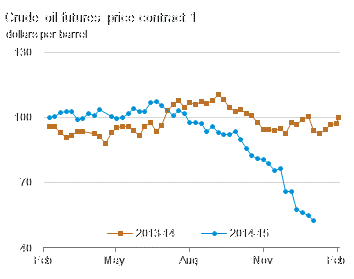 Crude oil futures price contract 1
dollars per barrel
130
100
70
40
Feb May Aug Nov Feb
2013-14 2014-15